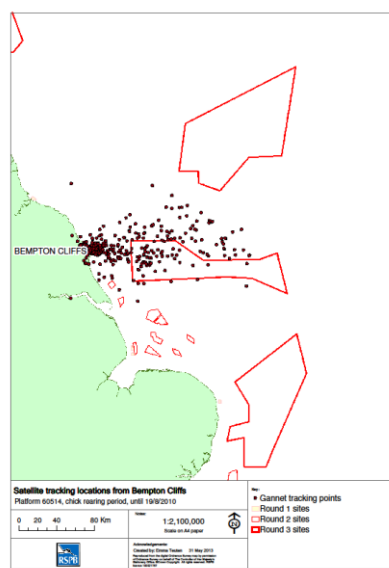 BEMPTON CLIFFS
Satellite tracking locations from Bempton Cliffs
Platform 60514, chick rearing period, until 19/8/2010
0 20 40 80 Km
Notes
1:2,100,000
Scale on A4 paper
N
Key
Gannet tracking points
Round 1 sites
Round 2 sites
Round 3 sites
RSPB
Acknowledgements
Created by: Emma Teuten 31 May 2013